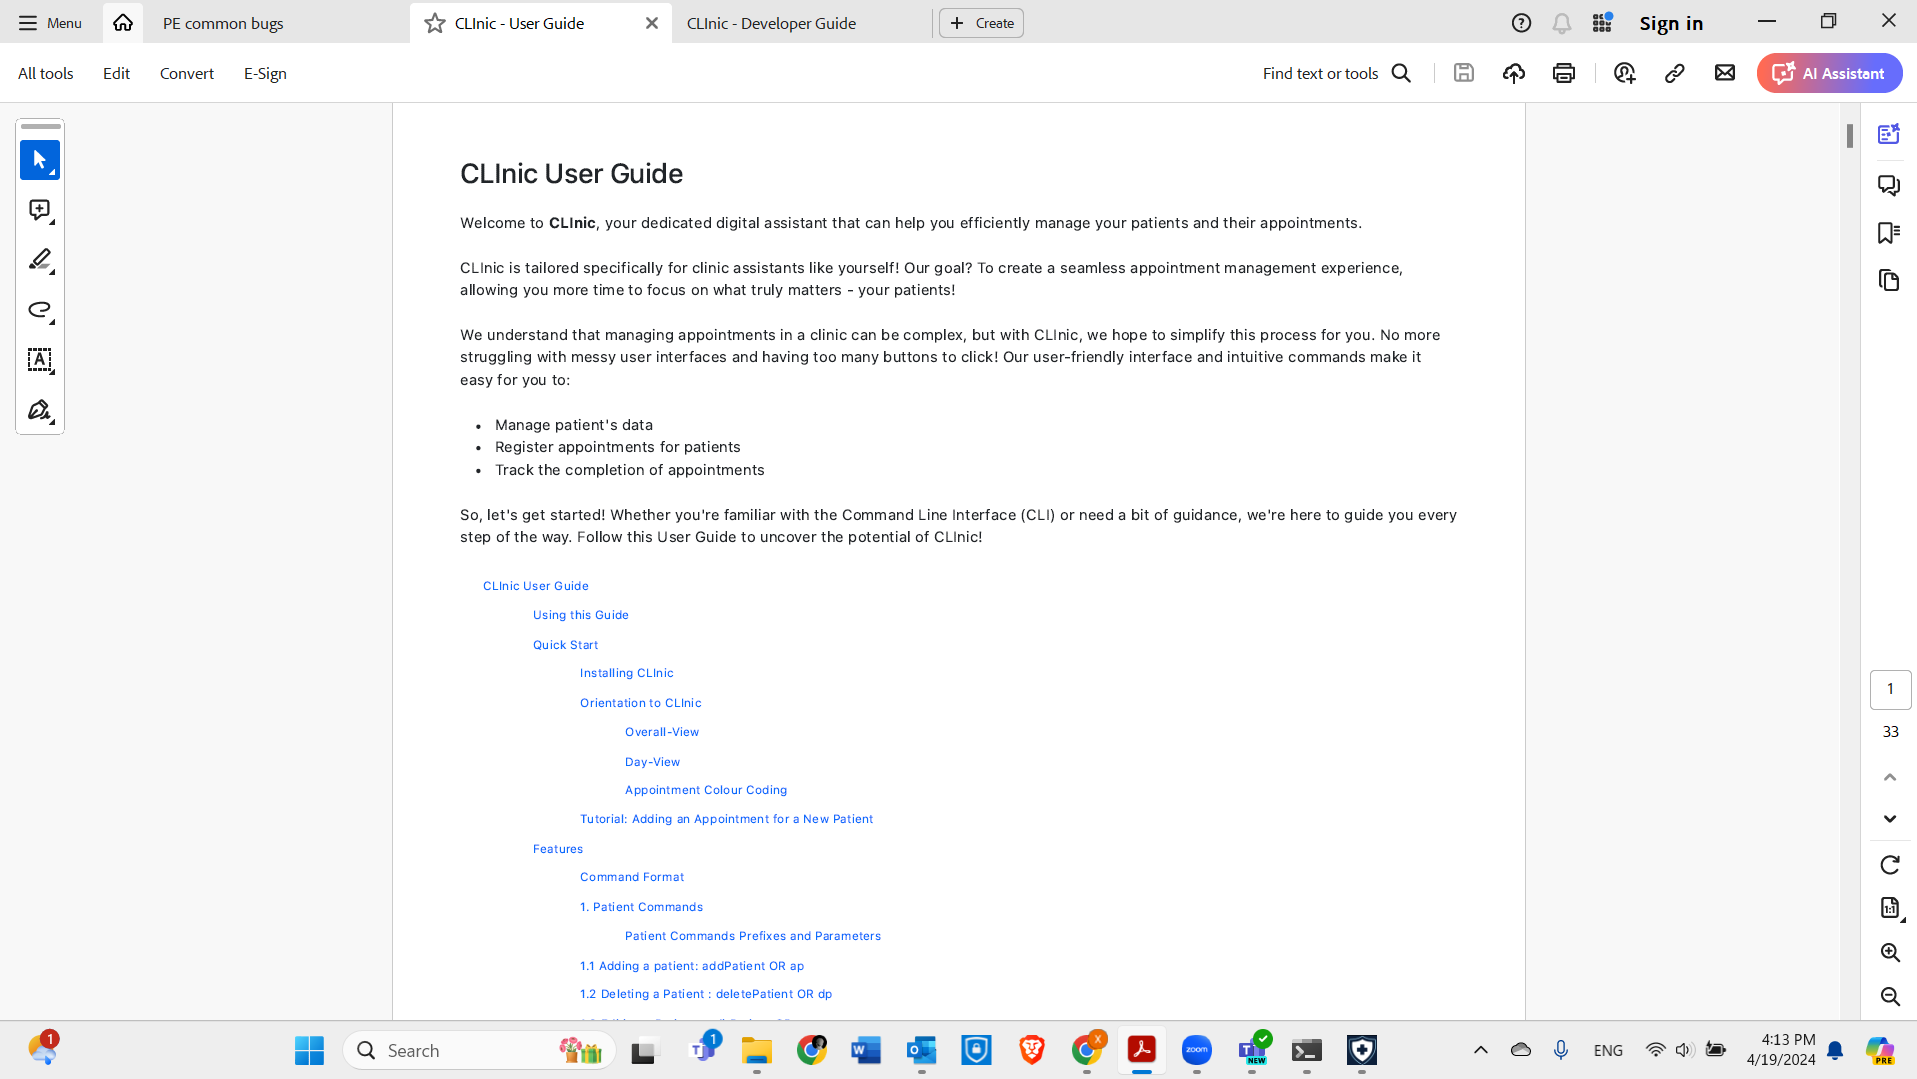 Menu
PE common bugs
CLInic - User Guide
CLInic - Developer Guide
Create
Sign in
All tools
Edit
Convert
E-Sign
Find text or tools
AI Assistant
CLInic User Guide
Welcome to CLInic, your dedicated digital assistant that can help you efficiently manage your patients and their appointments.
CLInic is tailored specifically for clinic assistants like yourself! Our goal? To create a seamless appointment management experience,
allowing you more time to focus on what truly matters - your patients!
We understand that managing appointments in a clinic can be complex, but with CLInic, we hope to simplify this process for you. No more
struggling with messy user interfaces and having too many buttons to click! Our user-friendly interface and intuitive commands make it
easy for you to:
• Manage patient's data
• Register appointments for patients
• Track the completion of appointments
So, let's get started! Whether you're familiar with the Command Line Interface (CLI) or need a bit of guidance, we're here to guide you every
step of the way. Follow this User Guide to uncover the potential of CLInic!
CLInic User Guide
Using this Guide
Quick Start
Installing CLInic
Orientation to CLInic
Overall-View
Day-View
Appointment Colour Coding
Tutorial: Adding an Appointment for a New Patient
Features
Command Format
1. Patient Commands
Patient Commands Prefixes and Parameters
1.1 Adding a patient: addPatient OR ap
1.2 Deleting a Patient : deletePatient OR dp
1
33
1
Search
1
X
zoom
NEW
ENG
4:13 PM
4/19/2024
PRE